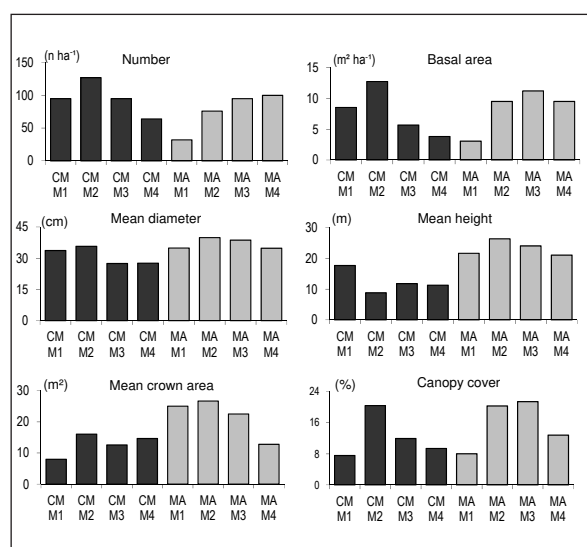 (n ha⁻¹) Number
150
100
50
0
CM CM CM CM MA MA MA MA
M1 M2 M3 M4 M1 M2 M3 M4
(m² ha⁻¹) Basal area
15
10
5
0
CM CM CM CM MA MA MA MA
M1 M2 M3 M4 M1 M2 M3 M4
(cm) Mean diameter
45
30
15
0
CM CM CM CM MA MA MA MA
M1 M2 M3 M4 M1 M2 M3 M4
(m) Mean height
30
20
10
0
CM CM CM CM MA MA MA MA
M1 M2 M3 M4 M1 M2 M3 M4
(m²) Mean crown area
30
20
10
0
CM CM CM CM MA MA MA MA
M1 M2 M3 M4 M1 M2 M3 M4
(%) Canopy cover
24
16
8
0
CM CM CM CM MA MA MA MA
M1 M2 M3 M4 M1 M2 M3 M4